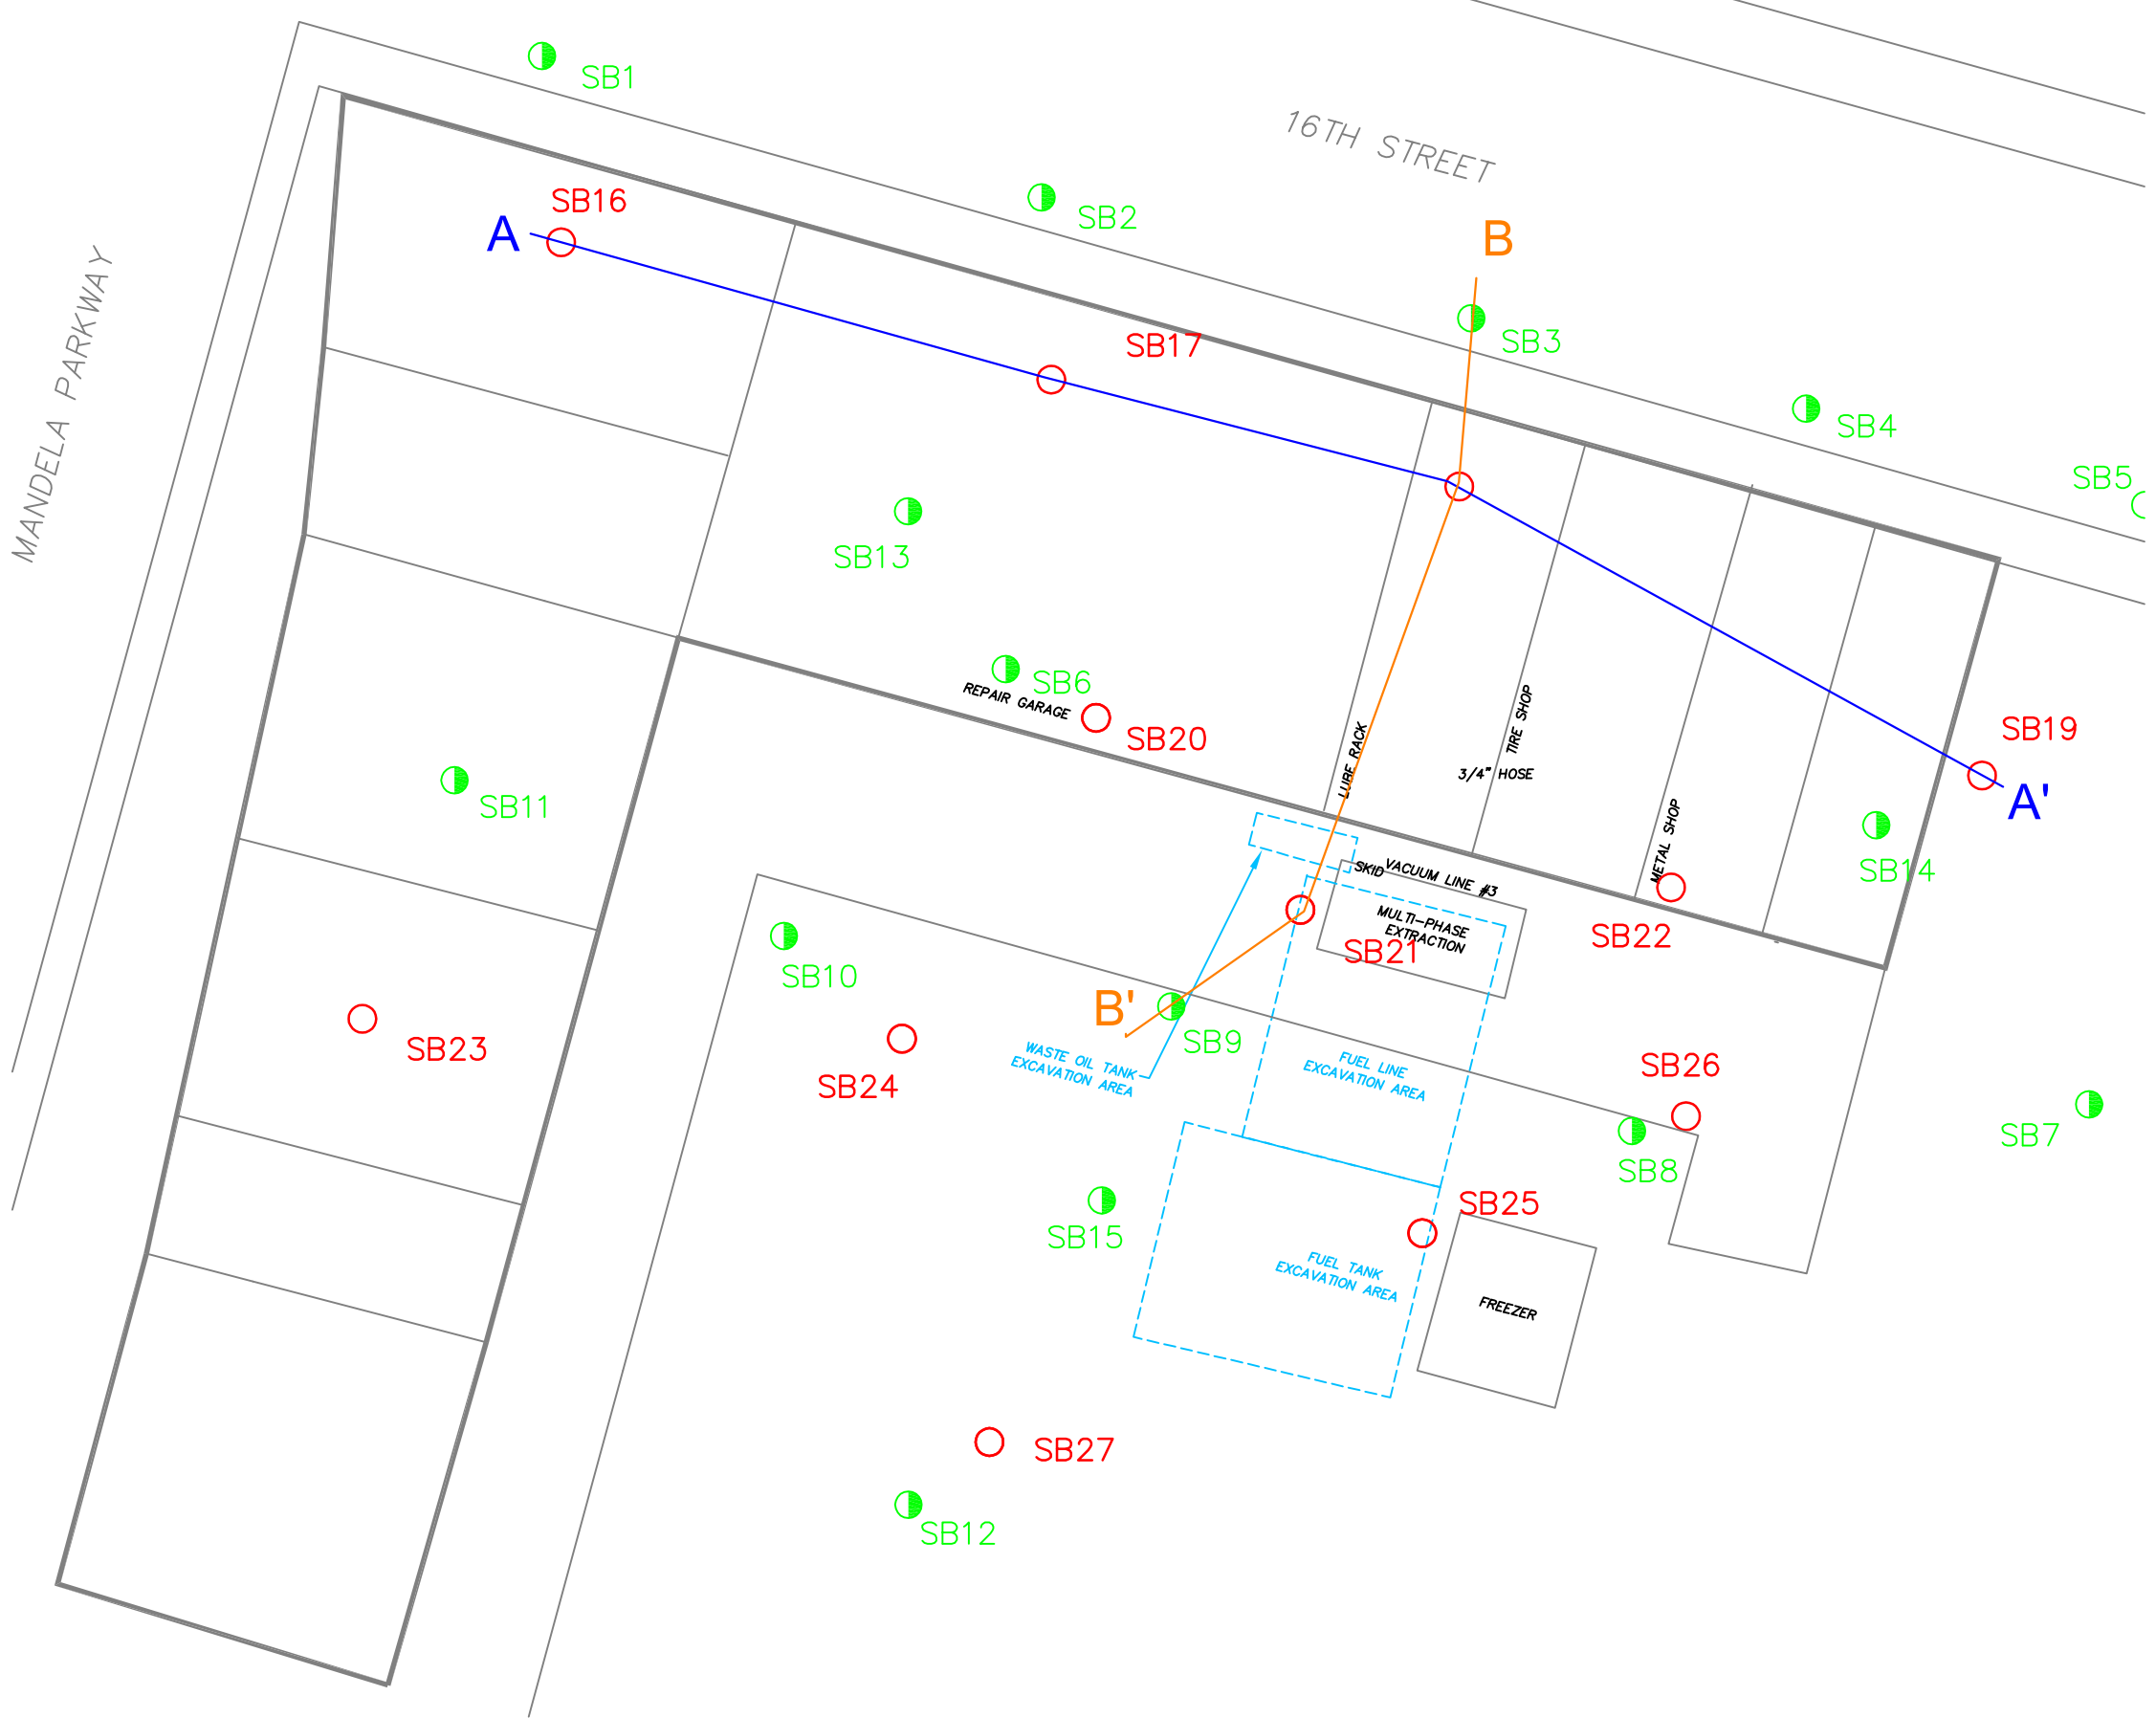 SB1
16TH STREET
SB16
SB2
A
B
MANDELA PARKWAY
SB17
SB3
SB4
SB5
SB13
SB6
REPAIR GARAGE
SB20
LUBE RACK
TIRE SHOP
3/4" HOSE
SB19
A'
SB11
METAL SHOP
SB14
VACUUM LINE #3
SKID
MULTI-PHASE
EXTRACTION
SB21
SB22
SB10
B'
SB9
SB23
SB24
WASTE OIL TANK
EXCAVATION AREA
FUEL LINE
EXCAVATION AREA
SB26
SB7
SB8
SB25
SB15
FUEL TANK
EXCAVATION AREA
FREEZER
SB27
SB12